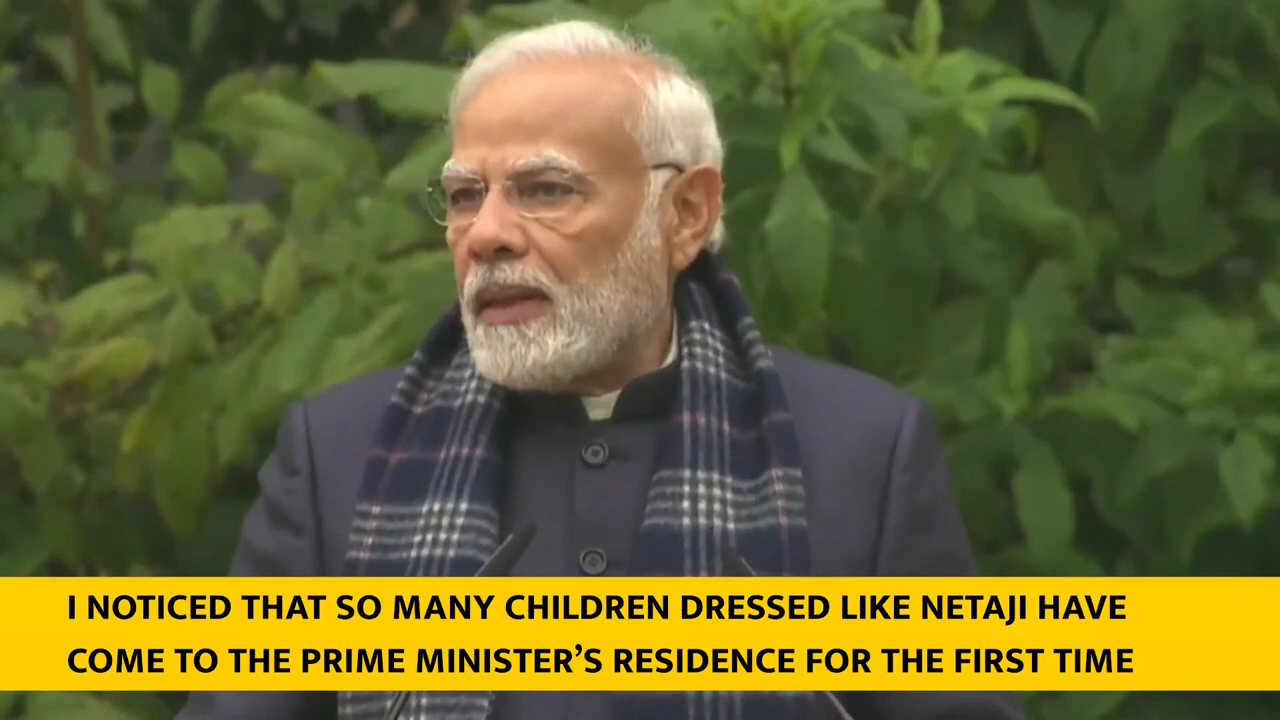 I NOTICED THAT SO MANY CHILDREN DRESSED LIKE NETAJI HAVE
COME TO THE PRIME MINISTER’S RESIDENCE FOR THE FIRST TIME